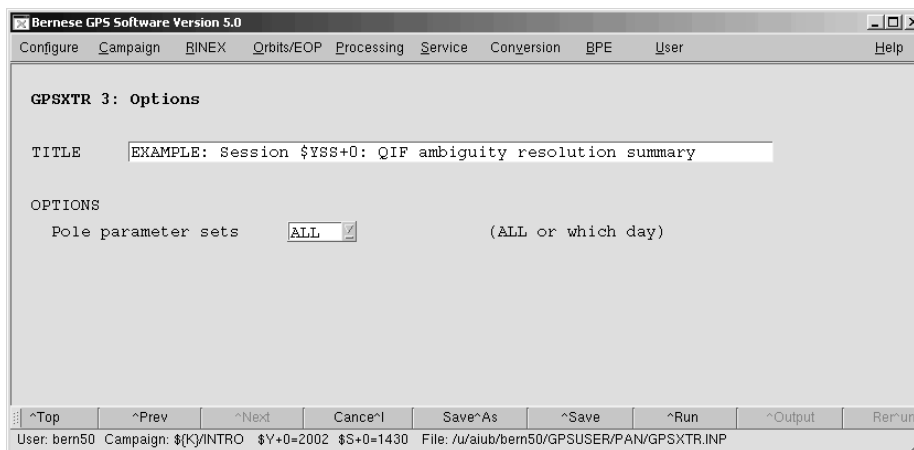 Bernese GPS Software Version 5.0
Configure Campaign RINEX Orbits/EOP Processing Service Conversion BPE User Help
GPSXTR 3: Options
TITLE EXAMPLE: Session $YSS+0: QIF ambiguity resolution summary
OPTIONS
Pole parameter sets ALL (ALL or which day)
^Top ^Prev ^Next Cance^l Save^As ^Save ^Run ^Output Rer^un
User: bern50 Campaign: ${K}/INTRO $Y+0=2002 $S+0=1430 File: /u/aiub/bern50/GPSUSER/PAN/GPSXTR.INP